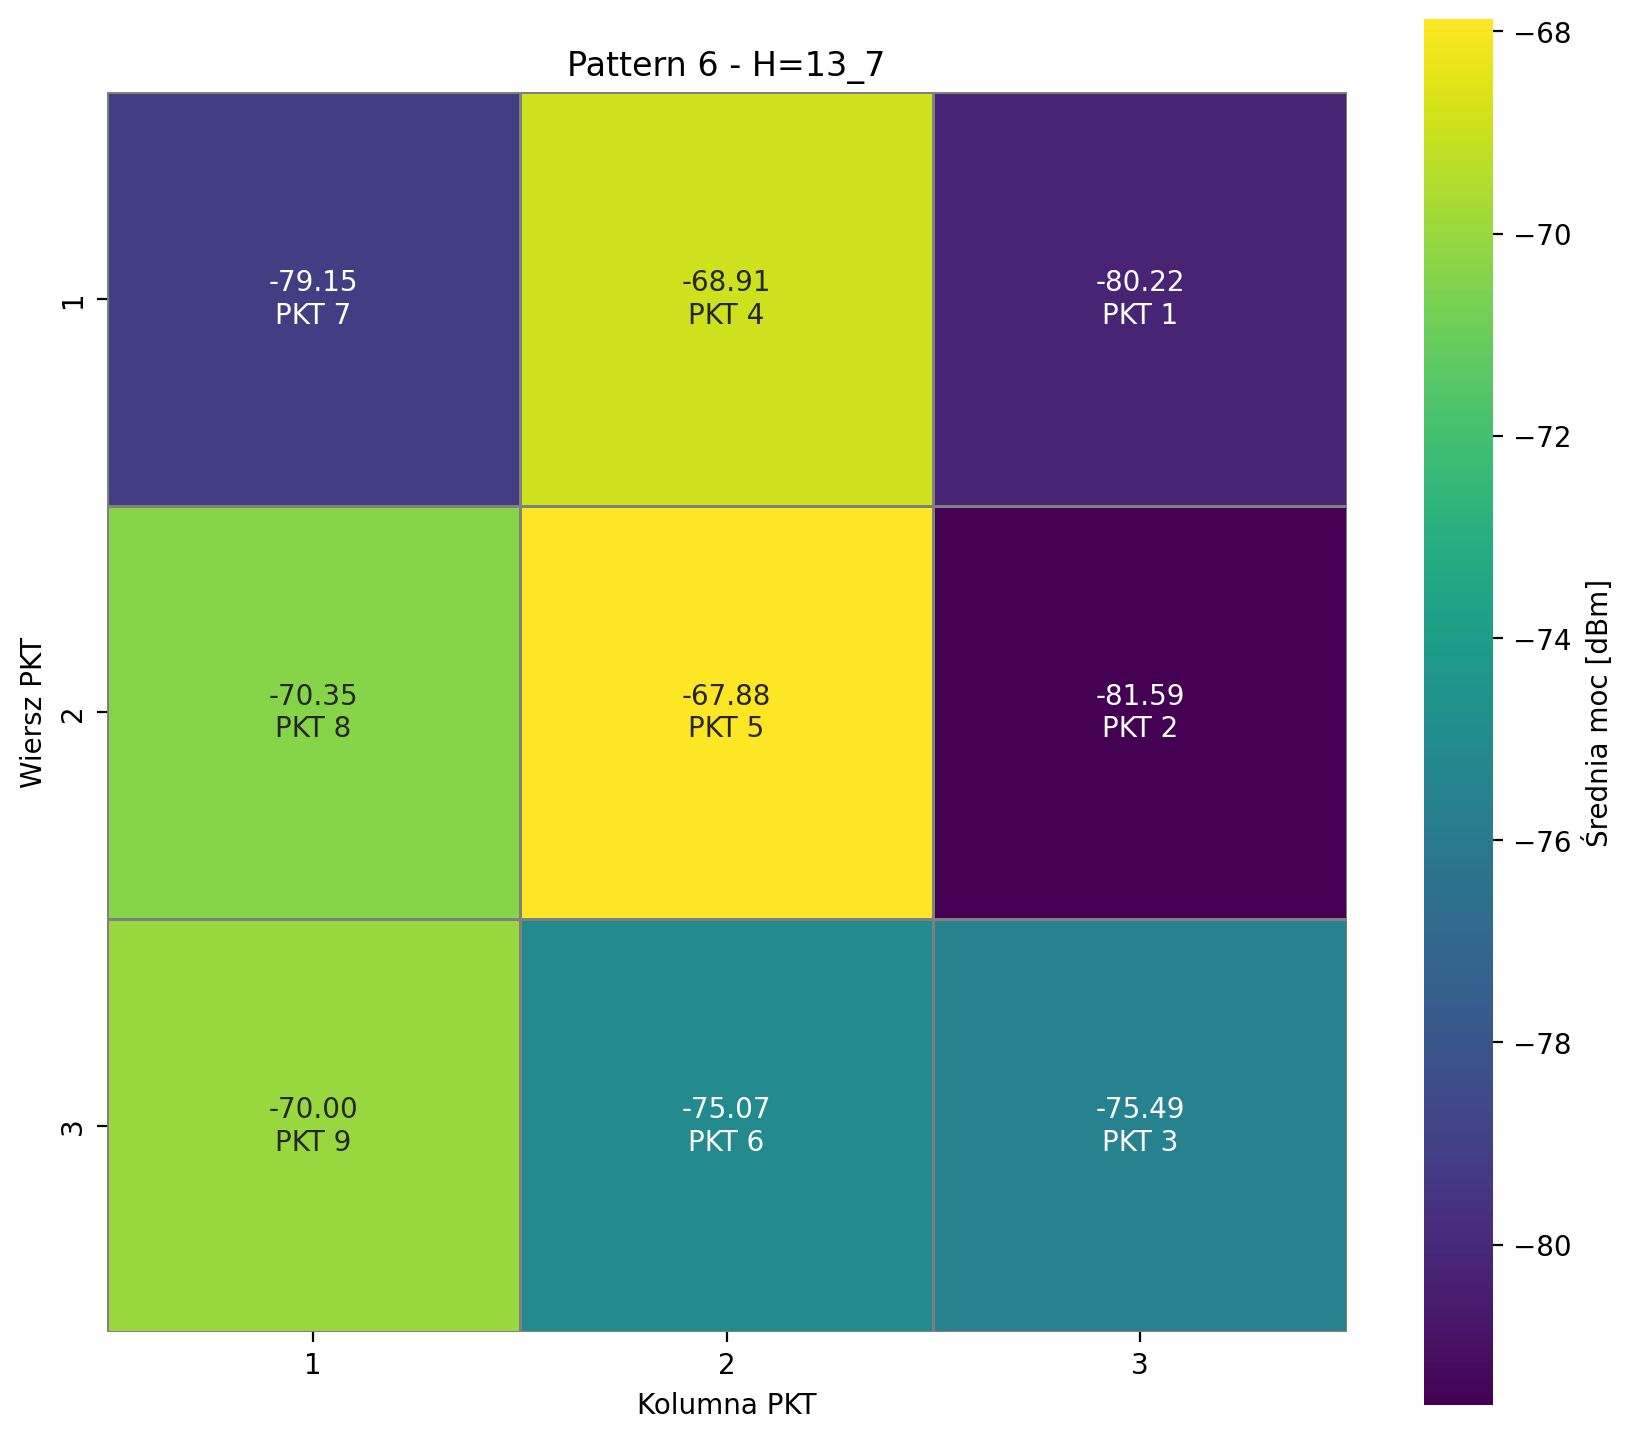 Pattern 6 - H=13_7
−68
−70
−72
−74
−76
−78
−80
Średnia moc [dBm]
Wiersz PKT
1
-79.15
PKT 7
-68.91
PKT 4
-80.22
PKT 1
2
-70.35
PKT 8
-67.88
PKT 5
-81.59
PKT 2
3
-70.00
PKT 9
-75.07
PKT 6
-75.49
PKT 3
1
2
3
Kolumna PKT